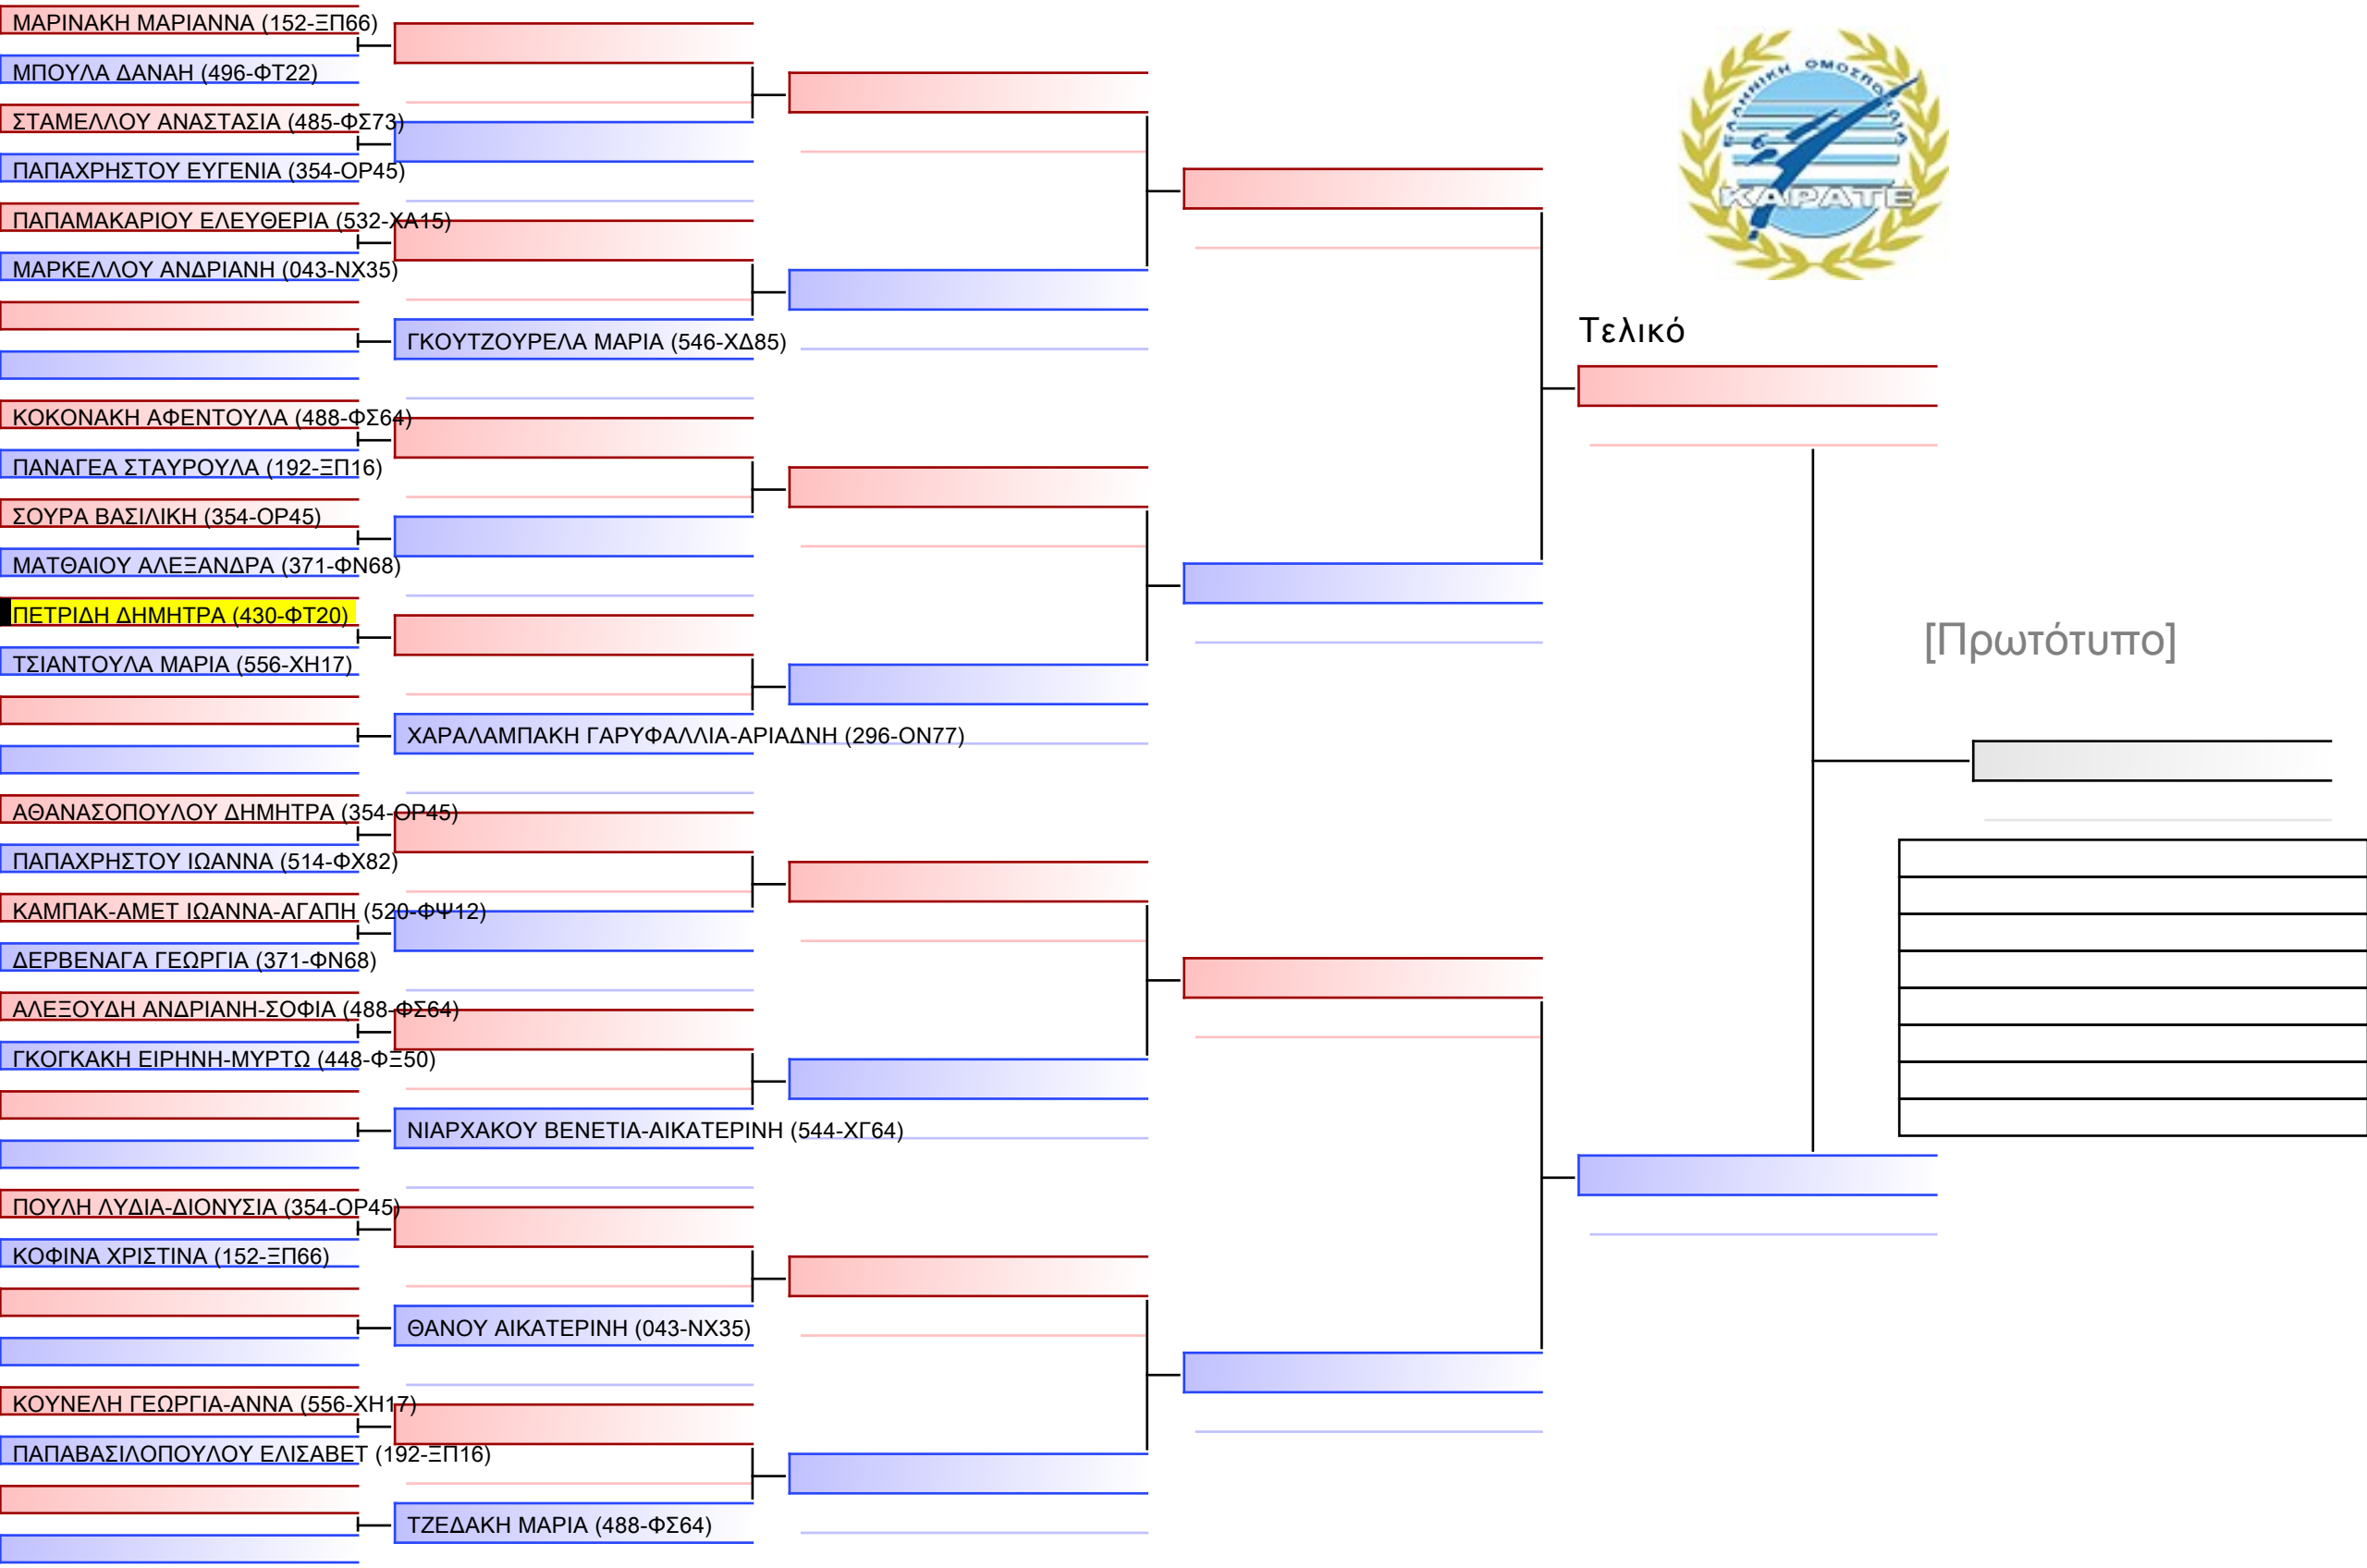 ΜΑΡΙΝΑΚΗ ΜΑΡΙΑΝΝΑ (152-ΞΠ66)
ΜΠΟΥΛΑ ΔΑΝΑΗ (496-ΦΤ22)
ΣΤΑΜΕΛΛΟΥ ΑΝΑΣΤΑΣΙΑ (485-ΦΣ73)
ΠΑΠΑΧΡΗΣΤΟΥ ΕΥΓΕΝΙΑ (354-ΟΡ45)
ΠΑΠΑΜΑΚΑΡΙΟΥ ΕΛΕΥΘΕΡΙΑ (532-ΧΑ15)
ΜΑΡΚΕΛΛΟΥ ΑΝΔΡΙΑΝΗ (043-ΝΧ35)
ΓΚΟΥΤΖΟΥΡΕΛΑ ΜΑΡΙΑ (546-ΧΔ85)
ΚΟΚΟΝΑΚΗ ΑΦΕΝΤΟΥΛΑ (488-ΦΣ64)
ΠΑΝΑΓΕΑ ΣΤΑΥΡΟΥΛΑ (192-ΞΠ16)
ΣΟΥΡΑ ΒΑΣΙΛΙΚΗ (354-ΟΡ45)
ΜΑΤΘΑΙΟΥ ΑΛΕΞΑΝΔΡΑ (371-ΦΝ68)
ΠΕΤΡΙΔΗ ΔΗΜΗΤΡΑ (430-ΦΤ20)
ΤΣΙΑΝΤΟΥΛΑ ΜΑΡΙΑ (556-ΧΗ17)
ΧΑΡΑΛΑΜΠΑΚΗ ΓΑΡΥΦΑΛΛΙΑ-ΑΡΙΑΔΝΗ (296-ΟΝ77)
ΑΘΑΝΑΣΟΠΟΥΛΟΥ ΔΗΜΗΤΡΑ (354-ΟΡ45)
ΠΑΠΑΧΡΗΣΤΟΥ ΙΩΑΝΝΑ (514-ΦΧ82)
ΚΑΜΠΑΚ-ΑΜΕΤ ΙΩΑΝΝΑ-ΑΓΑΠΗ (520-ΦΨ12)
ΔΕΡΒΕΝΑΓΑ ΓΕΩΡΓΙΑ (371-ΦΝ68)
ΑΛΕΞΟΥΔΗ ΑΝΔΡΙΑΝΗ-ΣΟΦΙΑ (488-ΦΣ64)
ΓΚΟΓΚΑΚΗ ΕΙΡΗΝΗ-ΜΥΡΤΩ (448-ΦΞ50)
ΝΙΑΡΧΑΚΟΥ ΒΕΝΕΤΙΑ-ΑΙΚΑΤΕΡΙΝΗ (544-ΧΓ64)
ΠΟΥΛΗ ΛΥΔΙΑ-ΔΙΟΝΥΣΙΑ (354-ΟΡ45)
ΚΟΦΙΝΑ ΧΡΙΣΤΙΝΑ (152-ΞΠ66)
ΘΑΝΟΥ ΑΙΚΑΤΕΡΙΝΗ (043-ΝΧ35)
ΚΟΥΝΕΛΗ ΓΕΩΡΓΙΑ-ΑΝΝΑ (556-ΧΗ17)
ΠΑΠΑΒΑΣΙΛΟΠΟΥΛΟΥ ΕΛΙΣΑΒΕΤ (192-ΞΠ16)
ΤΖΕΔΑΚΗ ΜΑΡΙΑ (488-ΦΣ64)
ΕΛΛΗΝΙΚΗ ΟΜΟΣΠΟΝΔΙΑ
ΚΑΡΑΤΕ
Τελικό
[Πρωτότυπο]